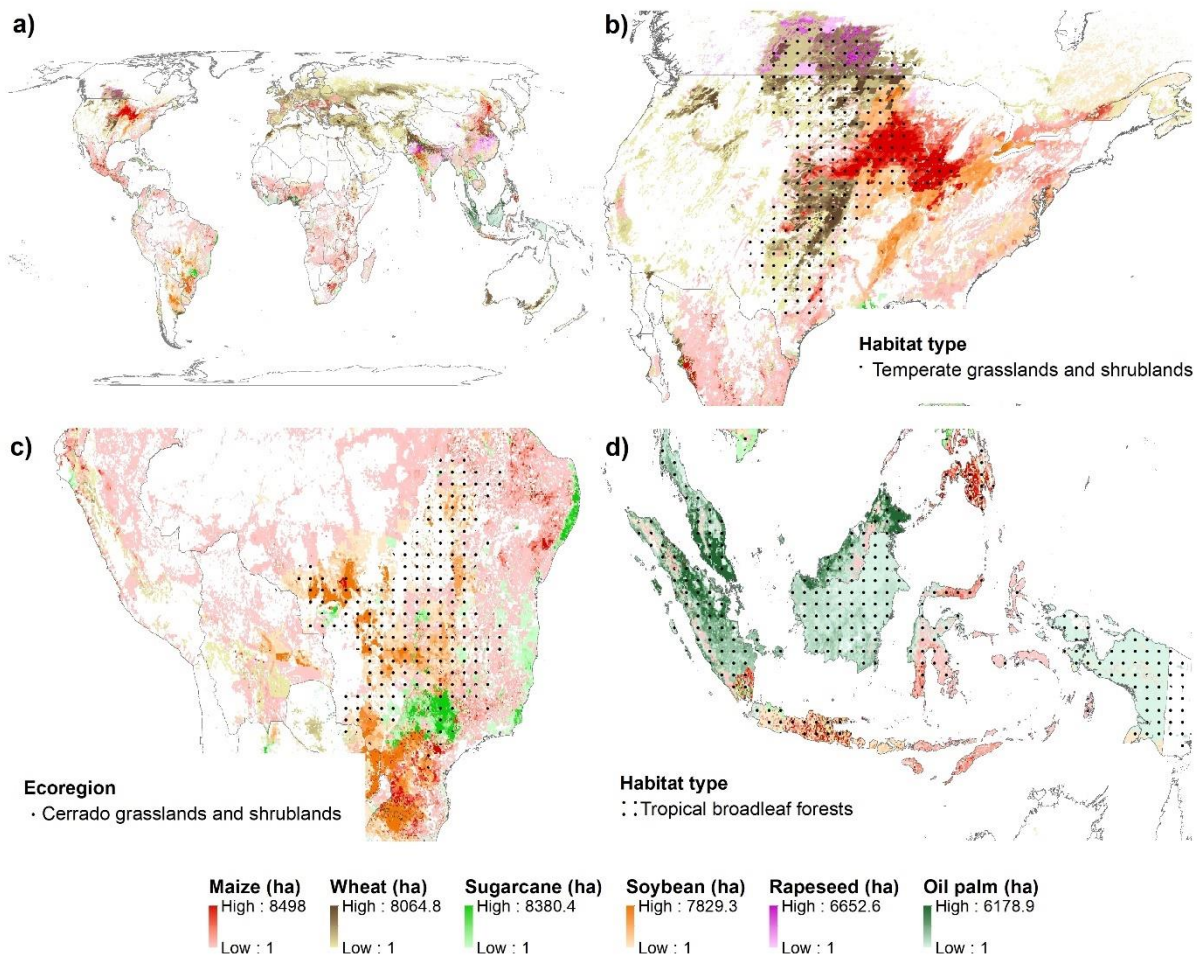 a)
b)
Habitat type
· Temperate grasslands and shrublands
c)
d)
Ecoregion
· Cerrado grasslands and shrublands
Habitat type
Tropical broadleaf forests
Maize (ha) Wheat (ha) Sugarcane (ha) Soybean (ha) Rapeseed (ha) Oil palm (ha)
High : 8498 High : 8064.8 High : 8380.4 High : 7829.3 High : 6652.6 High : 6178.9
Low : 1 Low : 1 Low : 1 Low : 1 Low : 1 Low : 1